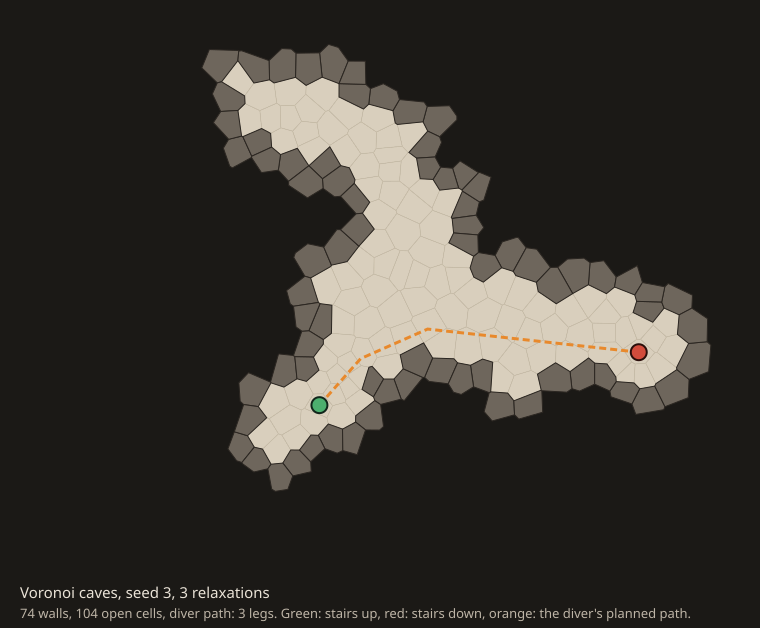 Voronoi caves, seed 3, 3 relaxations
74 walls, 104 open cells, diver path: 3 legs. Green: stairs up, red: stairs down, orange: the diver's planned path.